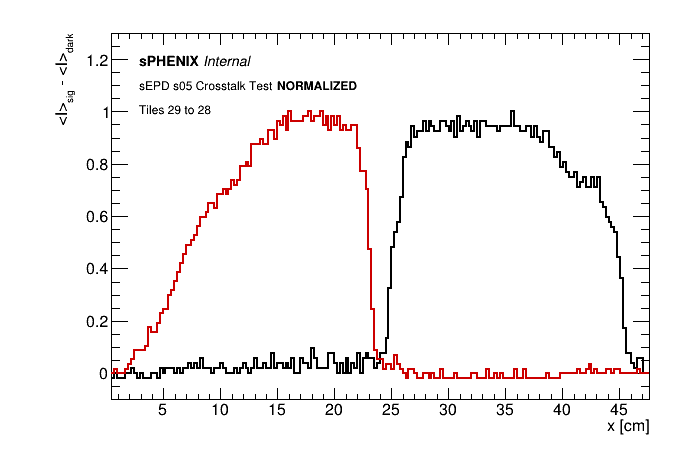 <I>sig - <I>dark
sPHENIX Internal
sEPD s05 Crosstalk Test NORMALIZED
Tiles 29 to 28
1.2
1
0.8
0.6
0.4
0.2
0
5 10 15 20 25 30 35 40 45
x [cm]